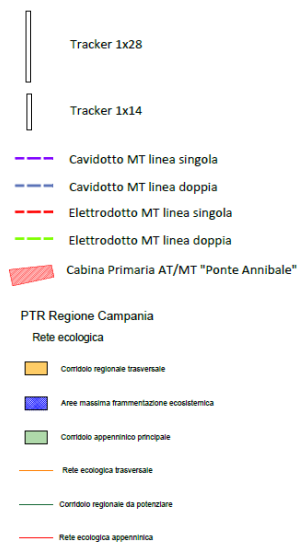 Tracker 1x28
Tracker 1x14
Cavidotto MT linea singola
Cavidotto MT linea doppia
Elettrodotto MT linea singola
Elettrodotto MT linea doppia
Cabina Primaria AT/MT "Ponte Annibale"
PTR Regione Campania
Rete ecologica
Corridoio regionale trasversale
Aree massima frammentazione ecosistemica
Corridoio appenninico principale
Rete ecologica trasversale
Corridoio regionale da potenziare
Rete ecologica appenninica